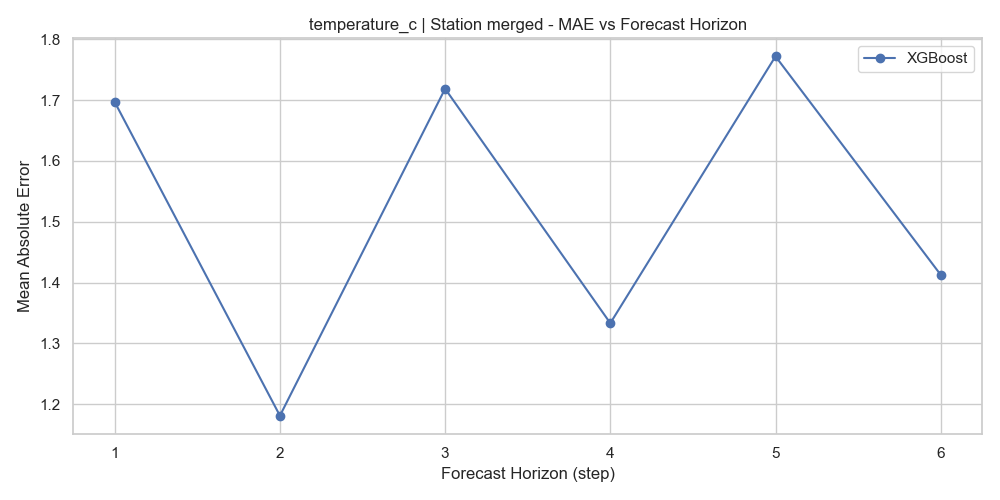 temperature_c | Station merged - MAE vs Forecast Horizon
XGBoost
Mean Absolute Error
1.8
1.7
1.6
1.5
1.4
1.3
1.2
1 2 3 4 5 6
Forecast Horizon (step)